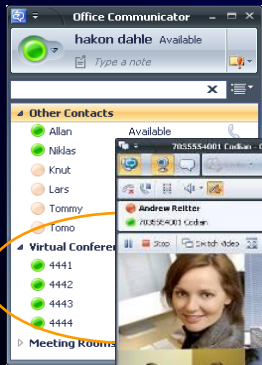 Office Communicator
hakon dahle Available
Type a note
Other Contacts
Allan Available
Niklas
Knut
Lars
Tommy
Tomo
Virtual Confere
4441
4442
4443
4444
Meeting Rooms
7035554001 Codian - C
Andrew Reitter
7035554001 Codian
Stop Switch Video